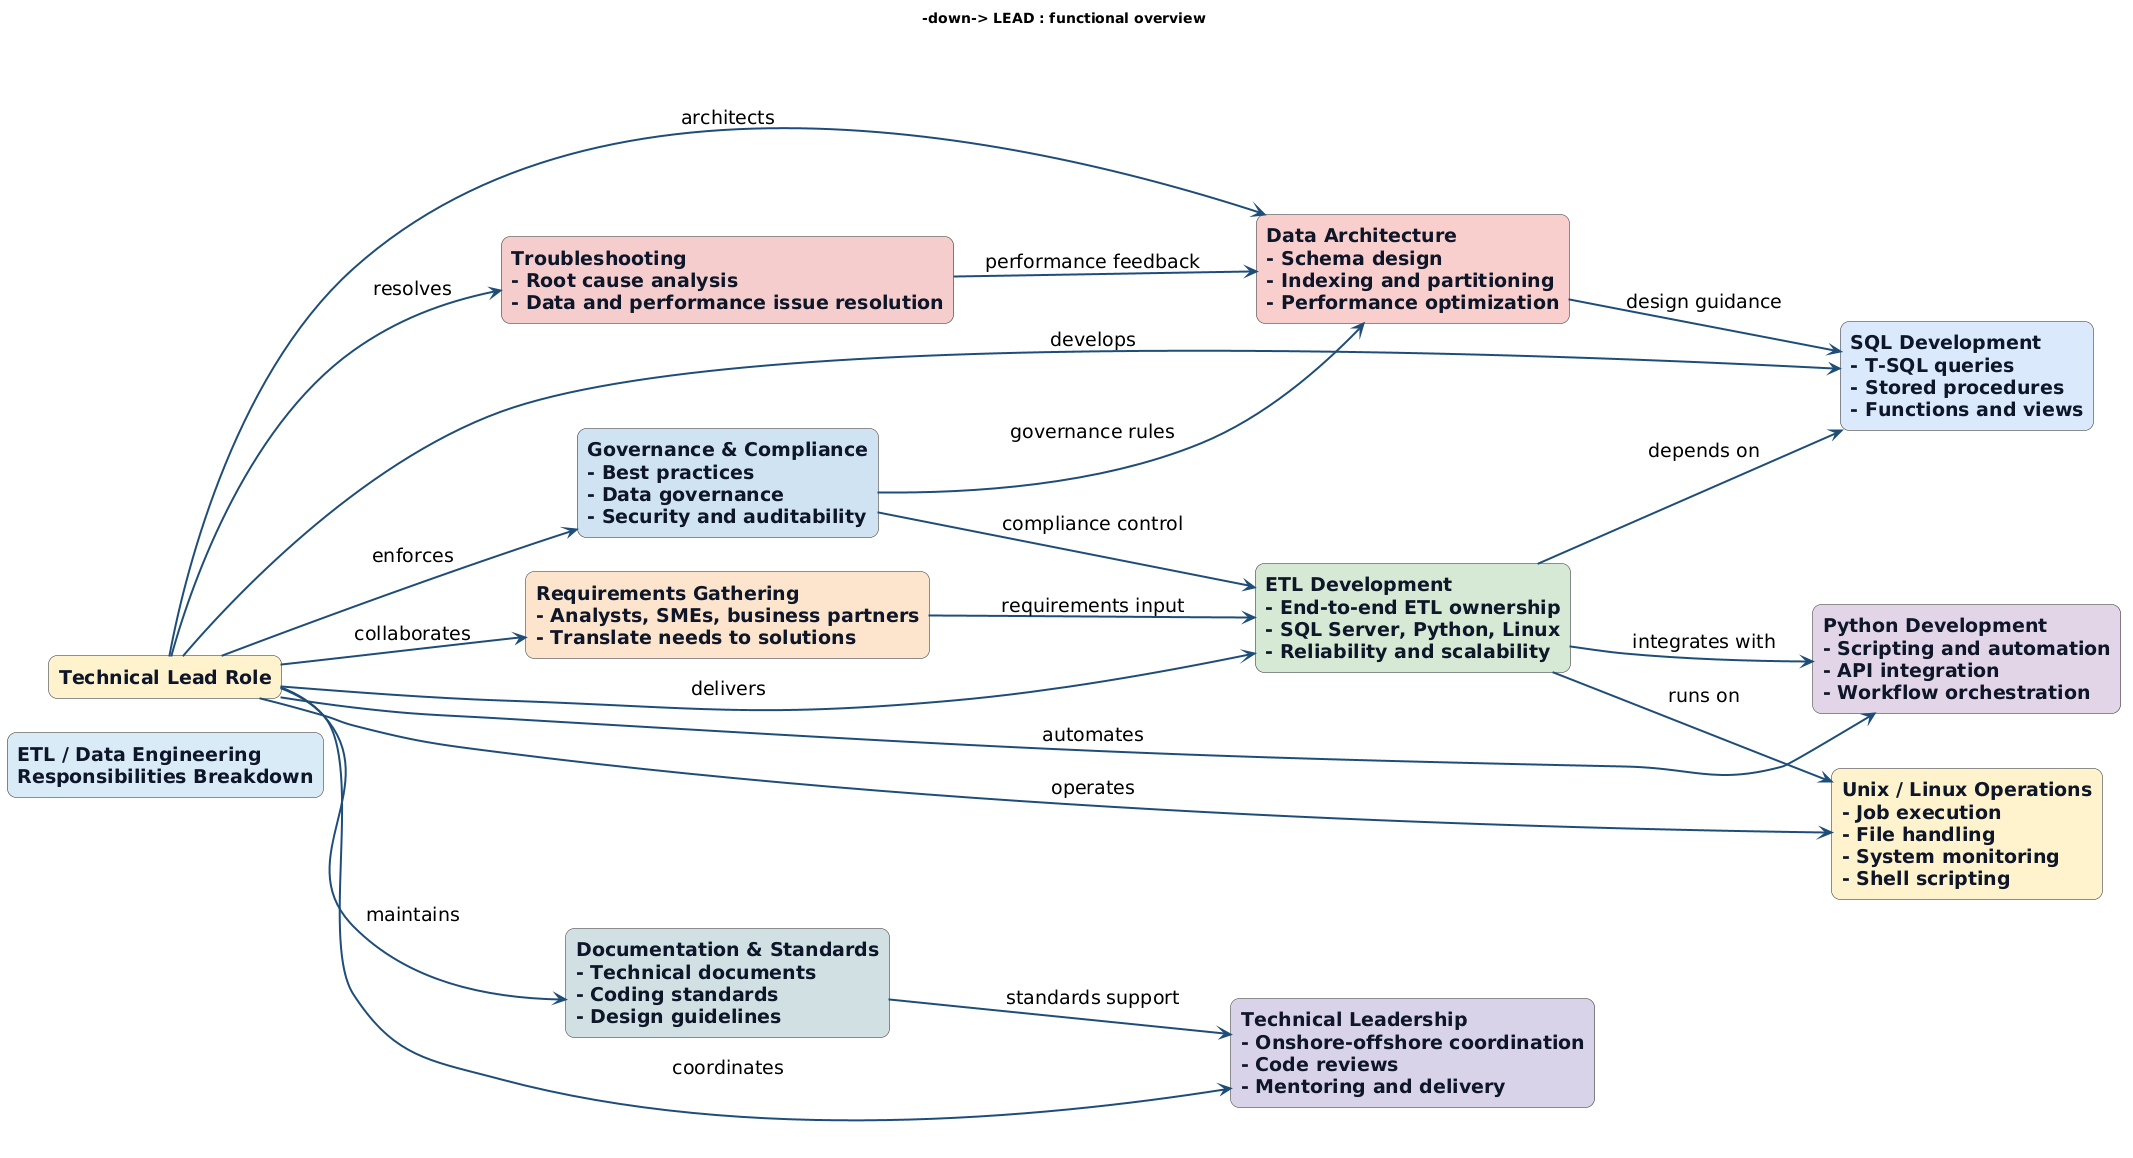 -down-> LEAD : functional overview
architects
resolves
Troubleshooting
- Root cause analysis
- Data and performance issue resolution
performance feedback
Data Architecture
- Schema design
- Indexing and partitioning
- Performance optimization
design guidance
develops
SQL Development
- T-SQL queries
- Stored procedures
- Functions and views
Governance & Compliance
- Best practices
- Data governance
- Security and auditability
governance rules
depends on
enforces
compliance control
Requirements Gathering
- Analysts, SMEs, business partners
- Translate needs to solutions
requirements input
ETL Development
- End-to-end ETL ownership
- SQL Server, Python, Linux
- Reliability and scalability
integrates with
Python Development
- Scripting and automation
- API integration
- Workflow orchestration
collaborates
Technical Lead Role
delivers
runs on
automates
ETL / Data Engineering
Responsibilities Breakdown
operates
Unix / Linux Operations
- Job execution
- File handling
- System monitoring
- Shell scripting
maintains
Documentation & Standards
- Technical documents
- Coding standards
- Design guidelines
standards support
Technical Leadership
- Onshore-offshore coordination
- Code reviews
- Mentoring and delivery
coordinates